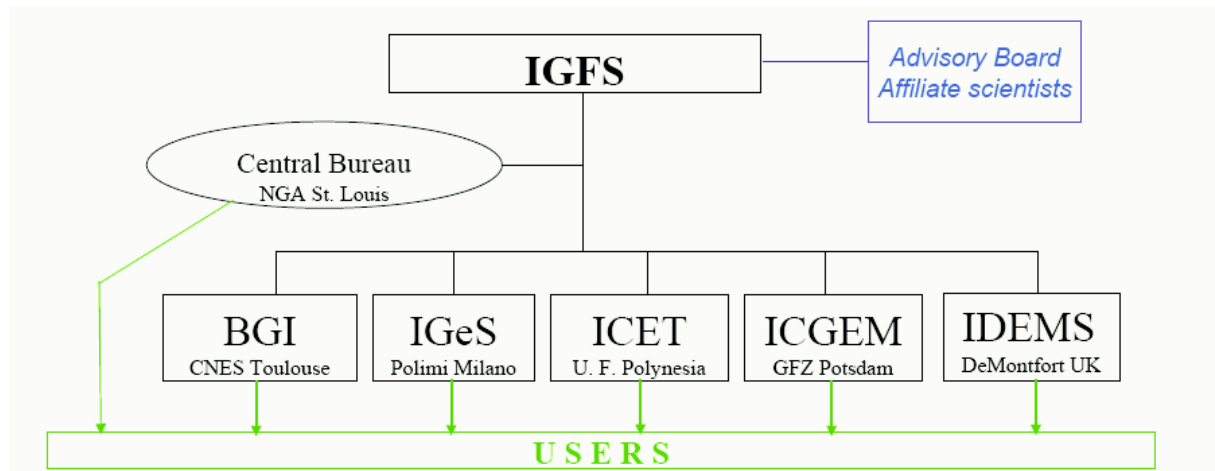 IGFS
Advisory Board
Affiliate scientists
Central Bureau
NGA St. Louis
BGI
CNES Toulouse
IGeS
Polimi Milano
ICET
U. F. Polynesia
ICGEM
GFZ Potsdam
IDEMS
DeMontfort UK
U S E R S